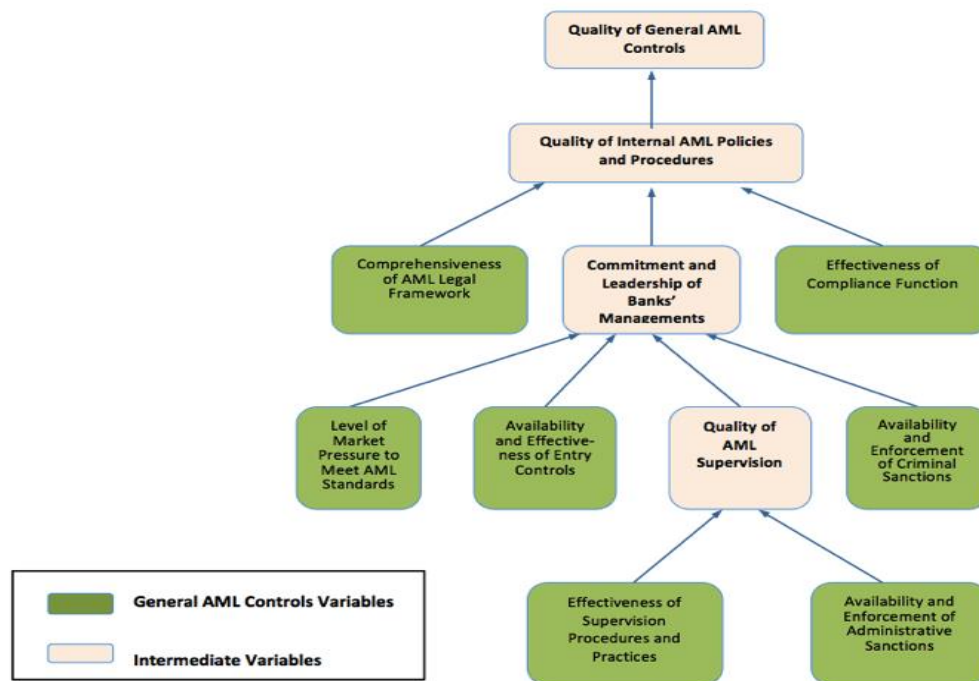 Quality of General AML
Controls
Quality of Internal AML Policies
and Procedures
Comprehensiveness
of AML Legal
Framework
Commitment and
Leadership of
Banks'
Managements
Effectiveness of
Compliance Function
Level of
Market
Pressure to
Meet AML
Standards
Availability
and Effective-
ness of Entry
Controls
Quality of
AML
Supervision
Availability
and
Enforcement
of Criminal
Sanctions
Effectiveness of
Supervision
Procedures and
Practices
Availability and
Enforcement of
Administrative
Sanctions
General AML Controls Variables
Intermediate Variables